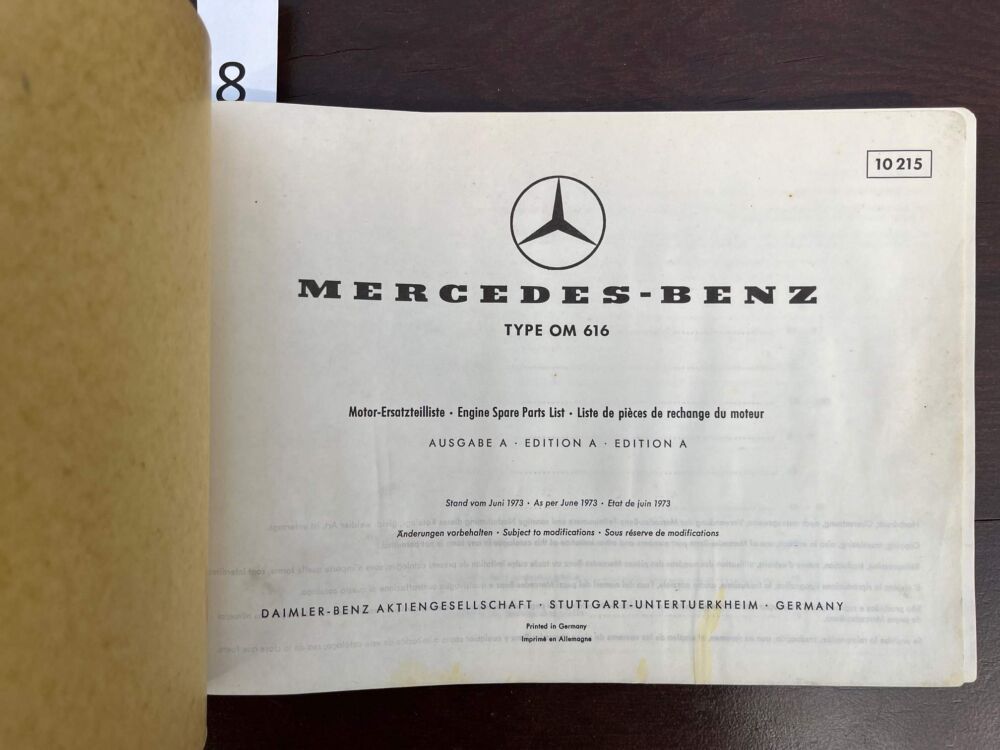 8
10 215
MERCEDES-BENZ
TYPE OM 616
Motor-Ersatzteilliste · Engine Spare Parts List · Liste de pièces de rechange du moteur
AUSGABE A · EDITION A · EDITION A
Stand vom Juni 1973 · As per June 1973 · Etat de juin 1973
Änderungen vorbehalten · Subject to modifications · Sous réserve de modifications
DAIMLER-BENZ AKTIENGESELLSCHAFT · STUTTGART-UNTERTUERKHEIM · GERMANY
Printed in Germany
Imprimé en Allemagne